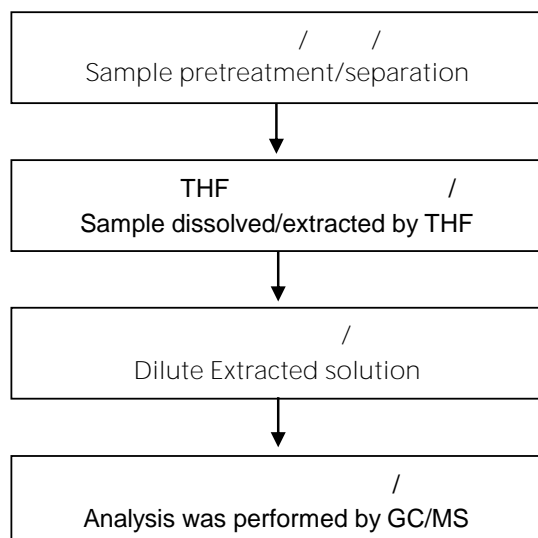 / /
Sample pretreatment/separation
THF /
Sample dissolved/extracted by THF
/
Dilute Extracted solution
/
Analysis was performed by GC/MS